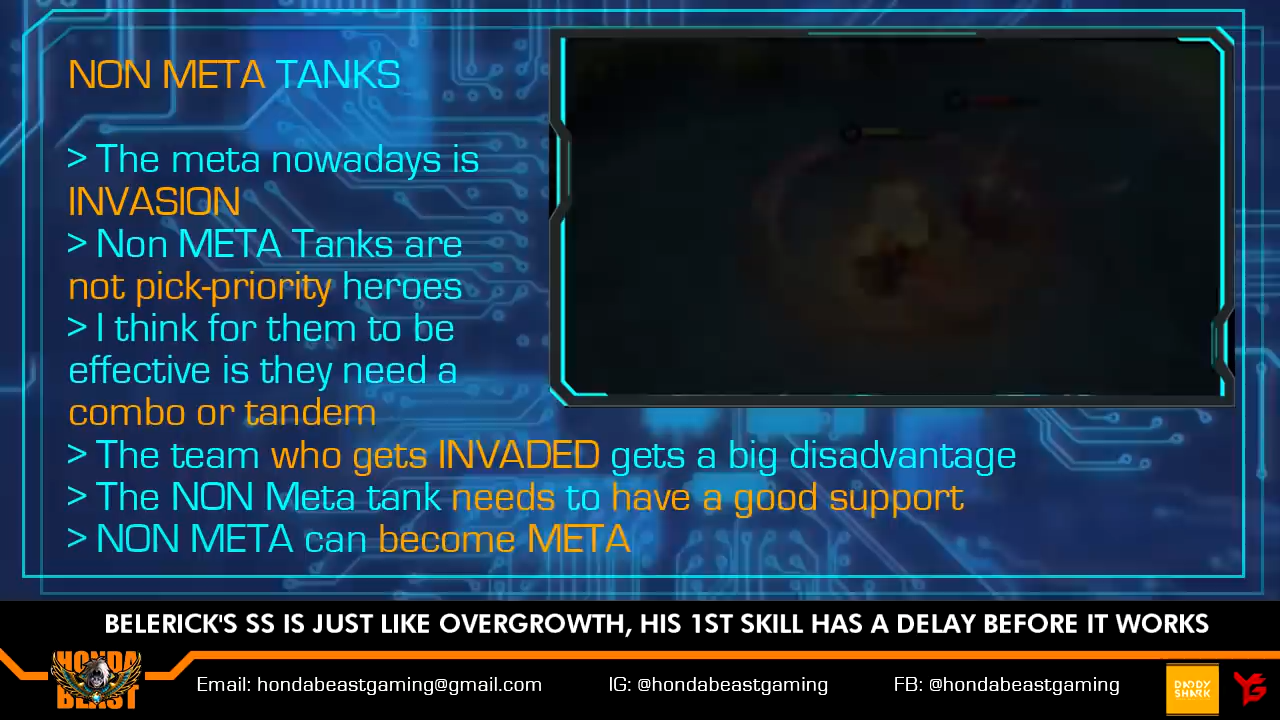 NON META TANKS
> The meta nowadays is
INVASION
> Non META Tanks are
not pick-priority heroes
> I think for them to be
effective is they need a
combo or tandem
> The team who gets INVADED gets a big disadvantage
> The NON Meta tank needs to have a good support
> NON META can become META
BELERICK'S SS IS JUST LIKE OVERGROWTH, HIS 1ST SKILL HAS A DELAY BEFORE IT WORKS
HONDA
BEAST
Email: hondabeastgaming@gmail.com
IG: @hondabeastgaming
FB: @hondabeastgaming
DADDY
SHARK
YG